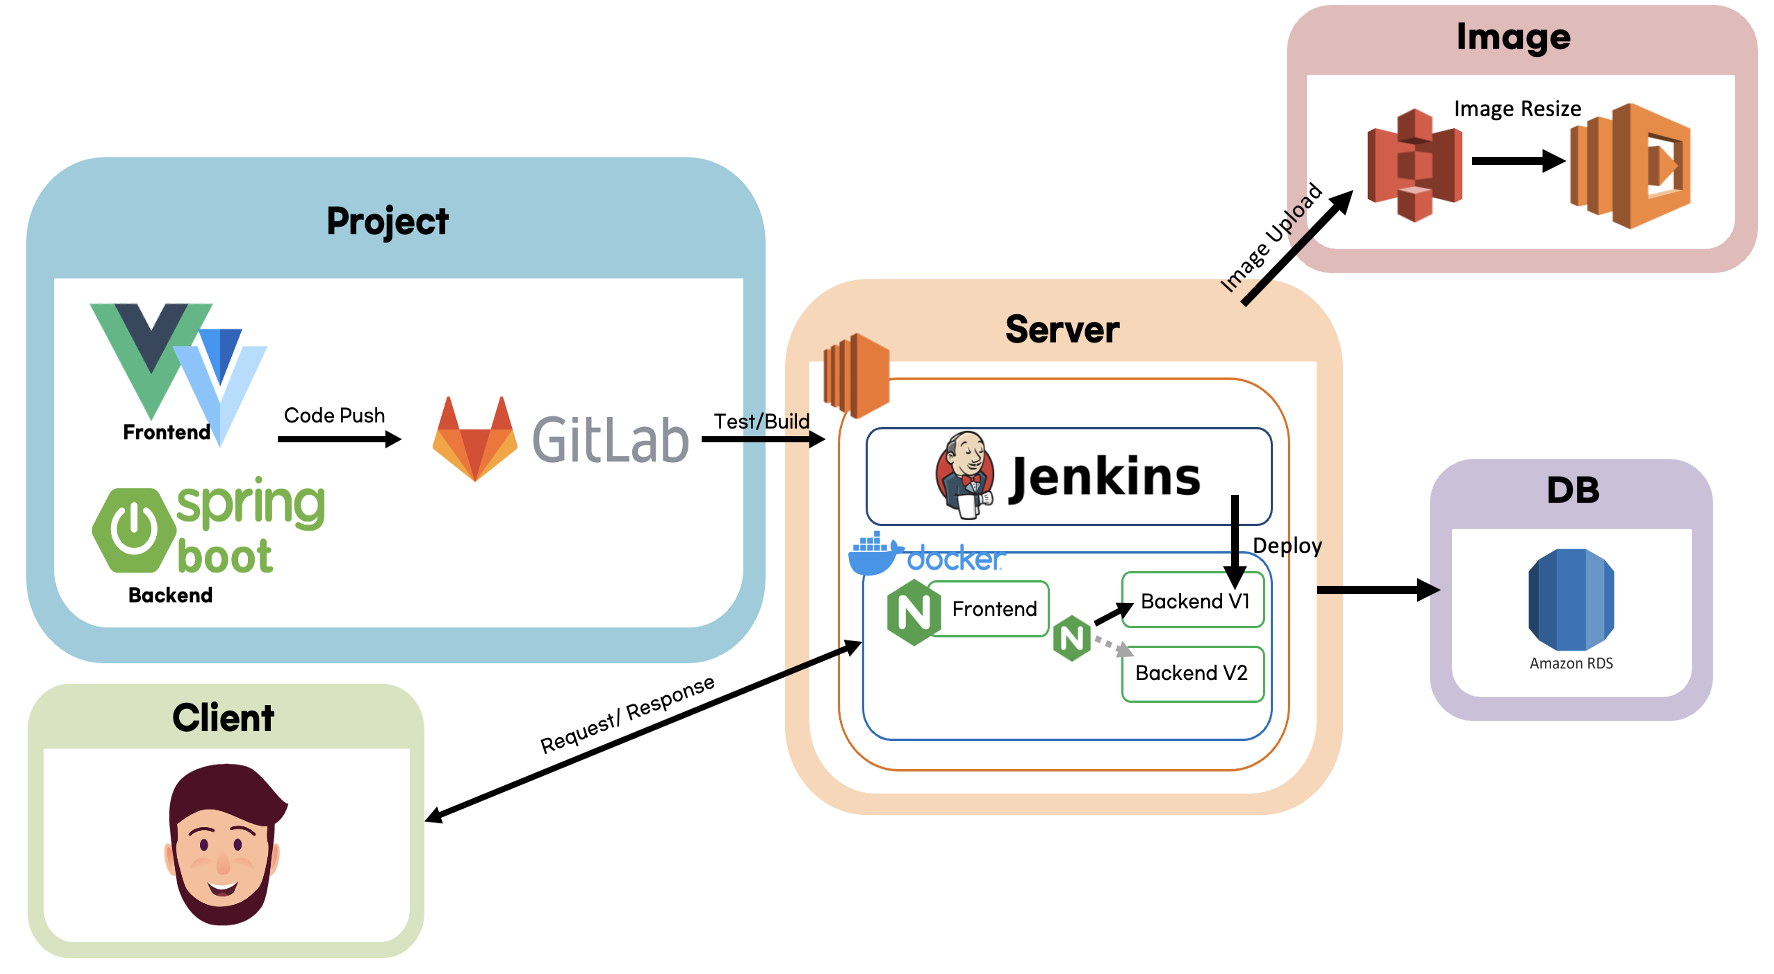 Image
Image Resize
Image Upload
Project
Frontend
Code Push
GitLab
Test/Build
spring
boot
Backend
Server
Jenkins
Deploy
docker
Frontend
Backend V1
Backend V2
DB
Amazon RDS
Request/ Response
Client